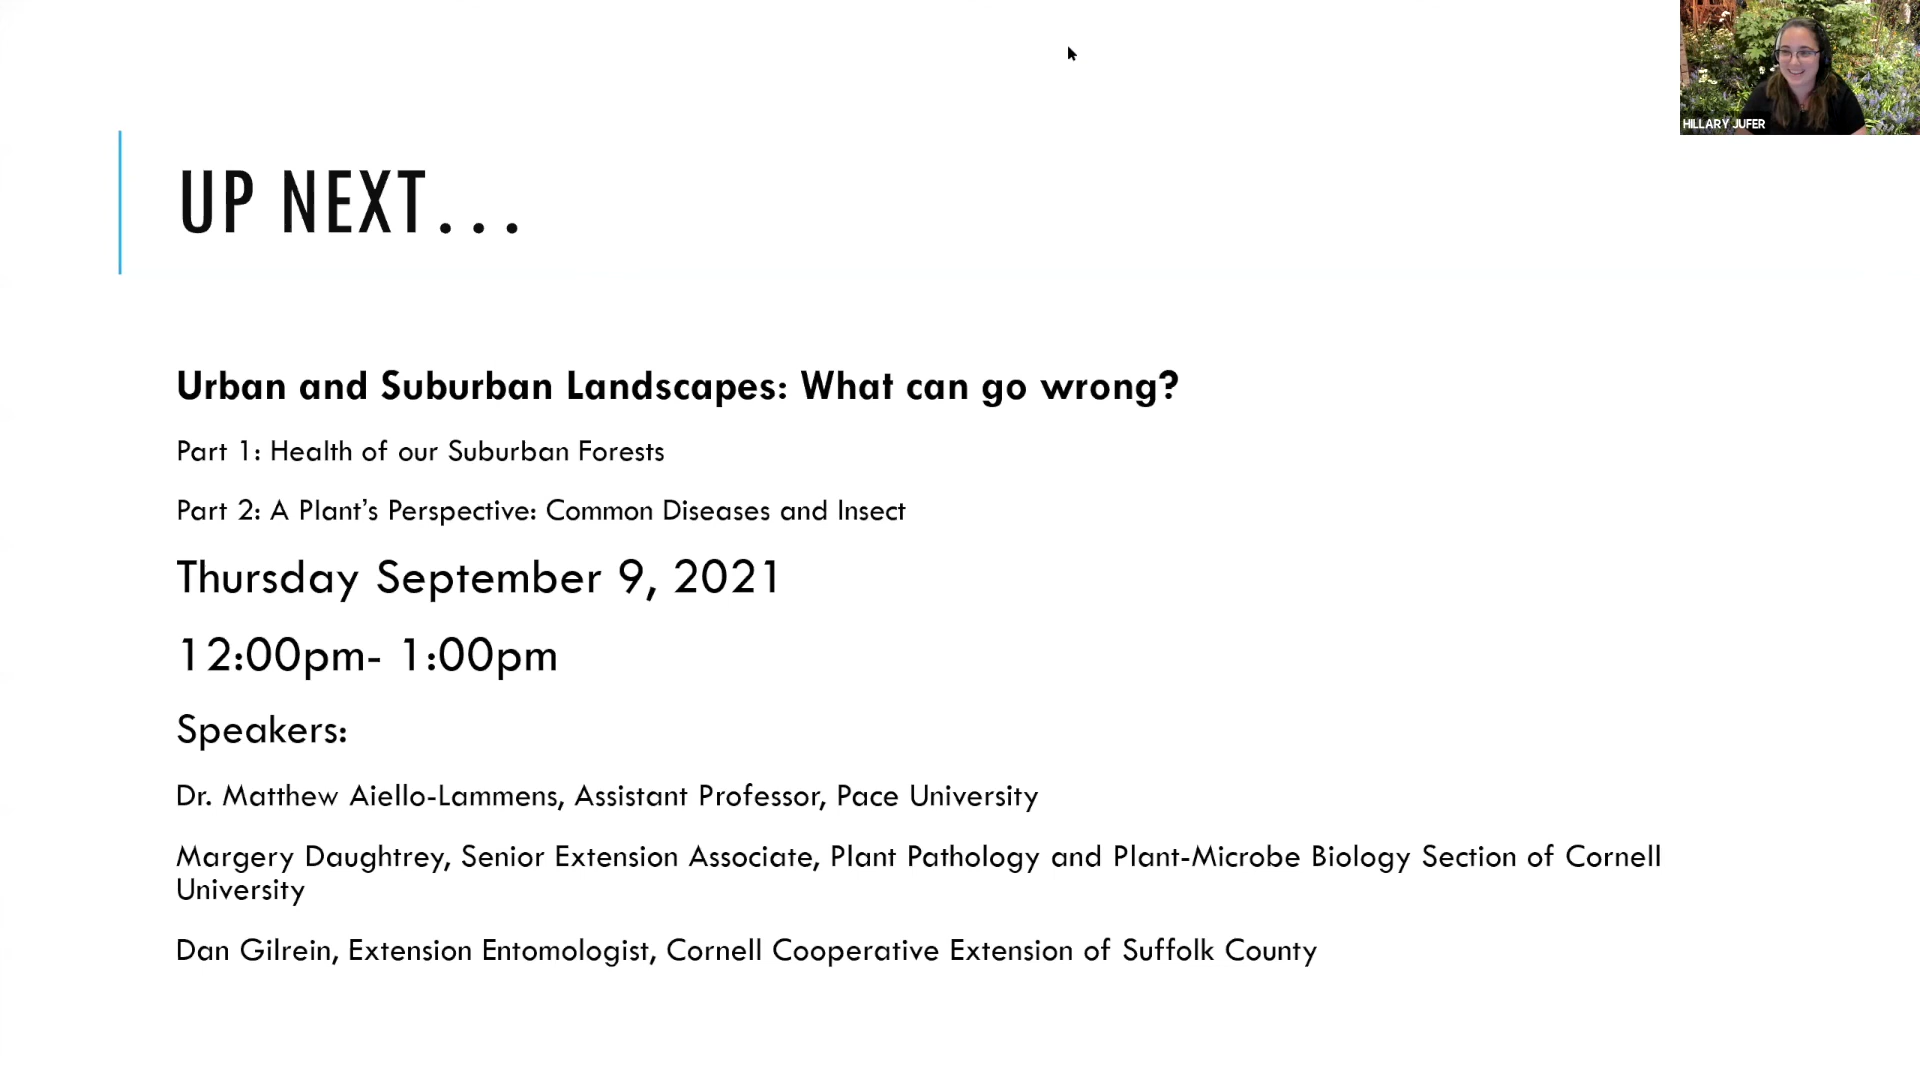 HILLARY JUFER
UP NEXT...
Urban and Suburban Landscapes: What can go wrong?
Part 1: Health of our Suburban Forests
Part 2: A Plant’s Perspective: Common Diseases and Insect
Thursday September 9, 2021
12:00pm- 1:00pm
Speakers:
Dr. Matthew Aiello-Lammens, Assistant Professor, Pace University
Margery Daughtrey, Senior Extension Associate, Plant Pathology and Plant-Microbe Biology Section of Cornell
University
Dan Gilrein, Extension Entomologist, Cornell Cooperative Extension of Suffolk County